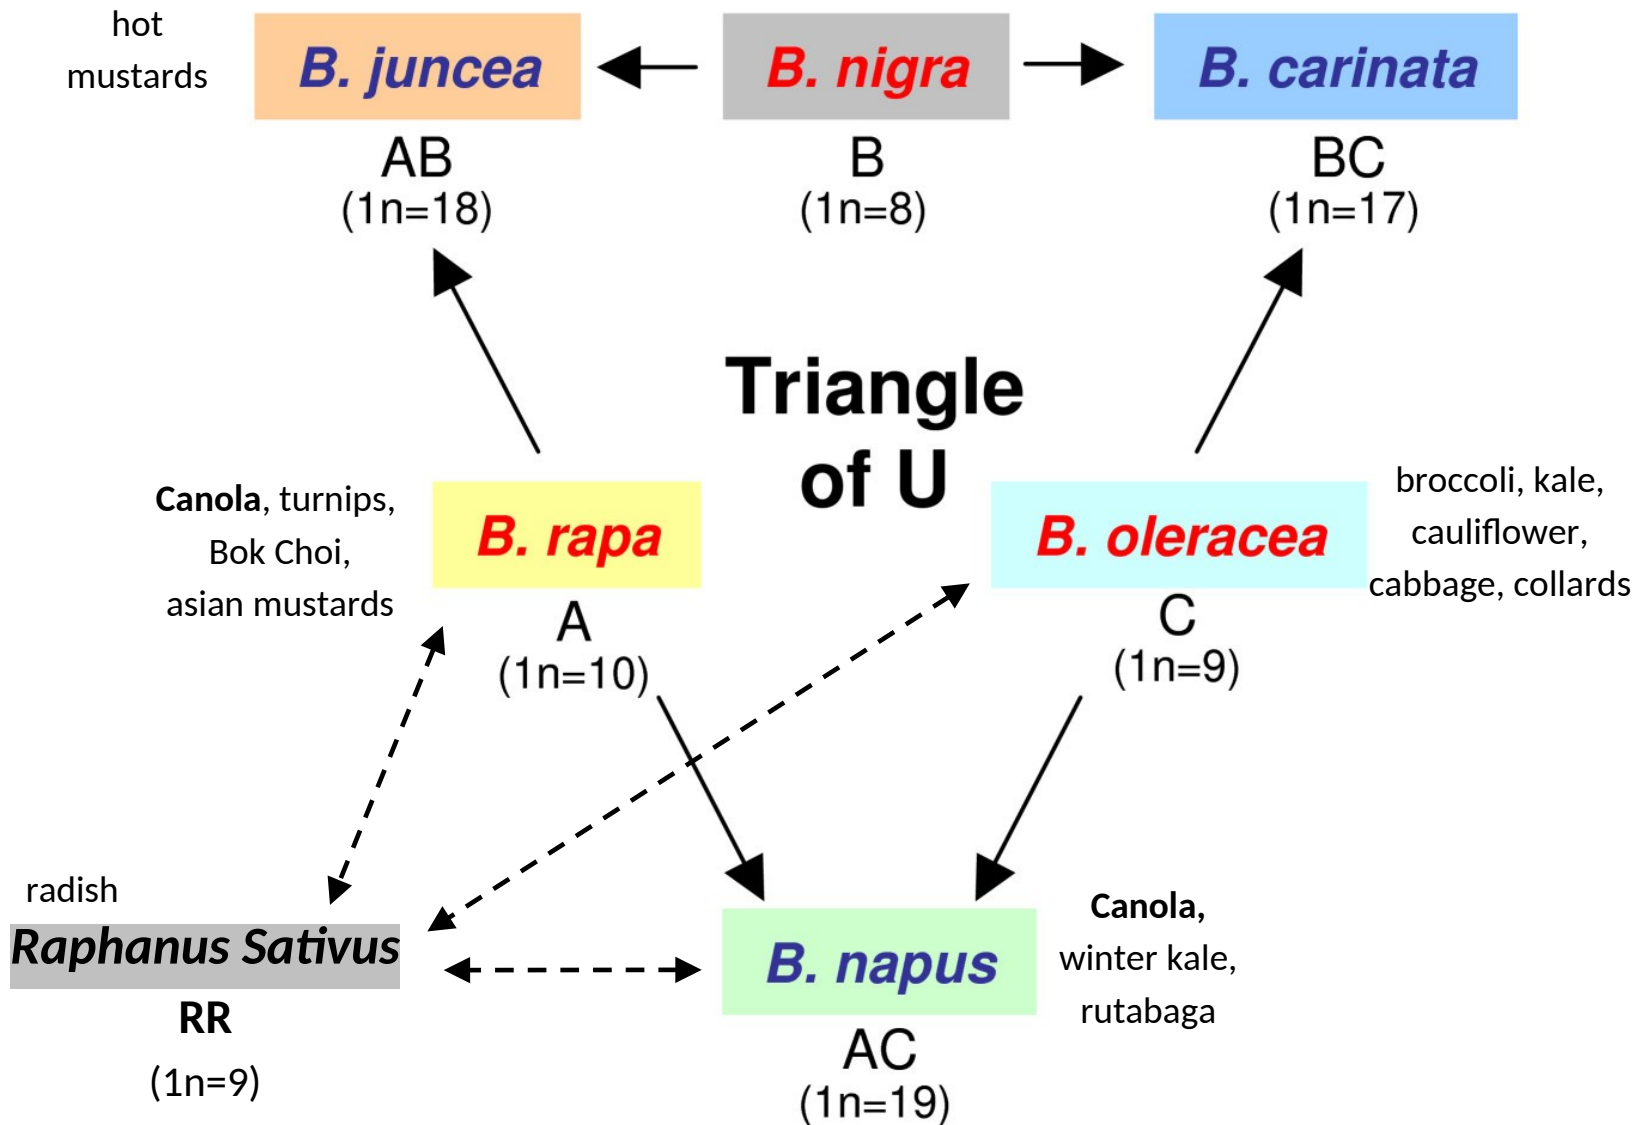 hot
mustards
B. juncea
AB
(1n=18)
B. nigra
B
(1n=8)
B. carinata
BC
(1n=17)
Triangle
of U
Canola, turnips,
Bok Choi,
asian mustards
B. rapa
A
(1n=10)
B. oleracea
C
(1n=9)
broccoli, kale,
cauliflower,
cabbage, collards
radish
Raphanus Sativus
RR
(1n=9)
B. napus
AC
(1n=19)
Canola,
winter kale,
rutabaga